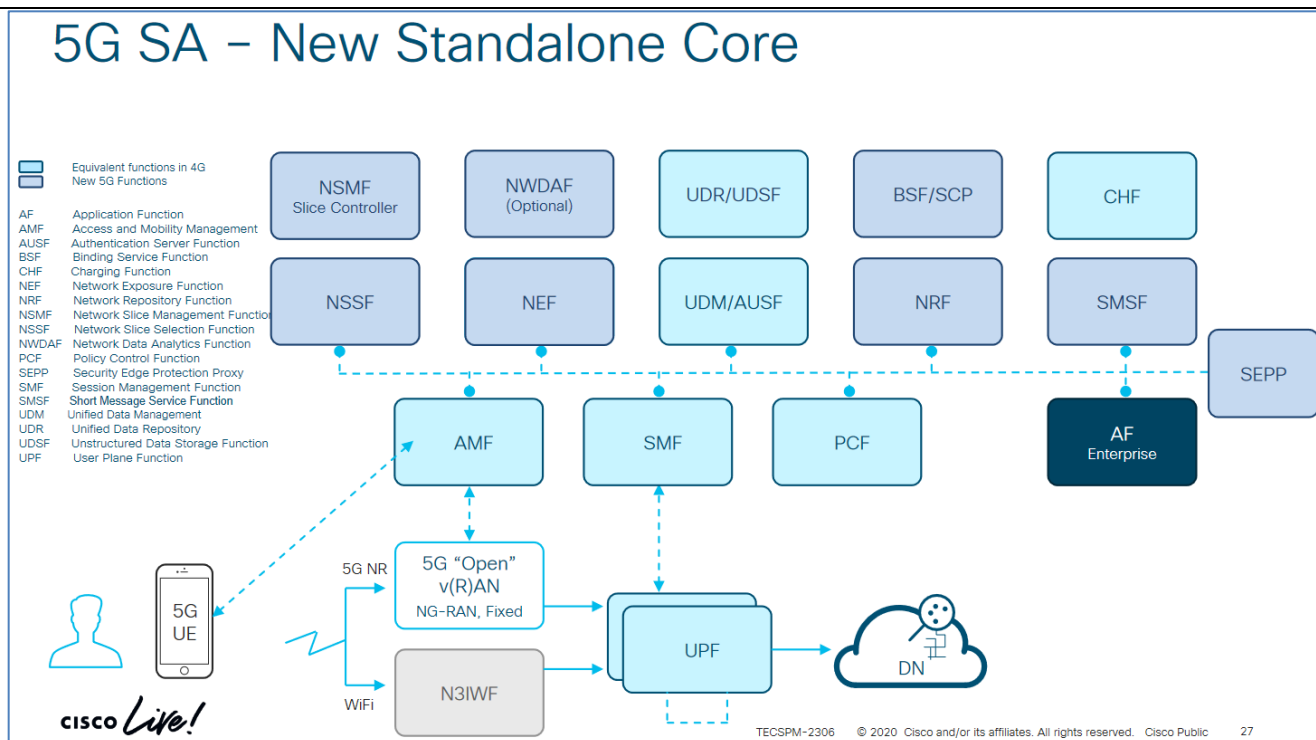 5G SA – New Standalone Core
Equivalent functions in 4G
New 5G Functions
AF Application Function
AMF Access and Mobility Management
AUSF Authentication Server Function
BSF Binding Service Function
CHF Charging Function
NEF Network Exposure Function
NRF Network Repository Function
NSMF Network Slice Management Function
NSSF Network Slice Selection Function
NWDAF Network Data Analytics Function
PCF Policy Control Function
SEPP Security Edge Protection Proxy
SMF Session Management Function
SMSF Short Message Service Function
UDM Unified Data Management
UDR Unified Data Repository
UDSF Unstructured Data Storage Function
UPF User Plane Function
NSMF
Slice Controller
NWDAF
(Optional)
UDR/UDSF
BSF/SCP
CHF
NSSF
NEF
UDM/AUSF
NRF
SMSF
SEPP
AMF
SMF
PCF
AF
Enterprise
5G NR
5G "Open"
v(R)AN
NG-RAN, Fixed
5G
UE
UPF
DN
WiFi
N3IWF
CISCO Live!
TECSPM-2306 © 2020 Cisco and/or its affiliates. All rights reserved. Cisco Public 27